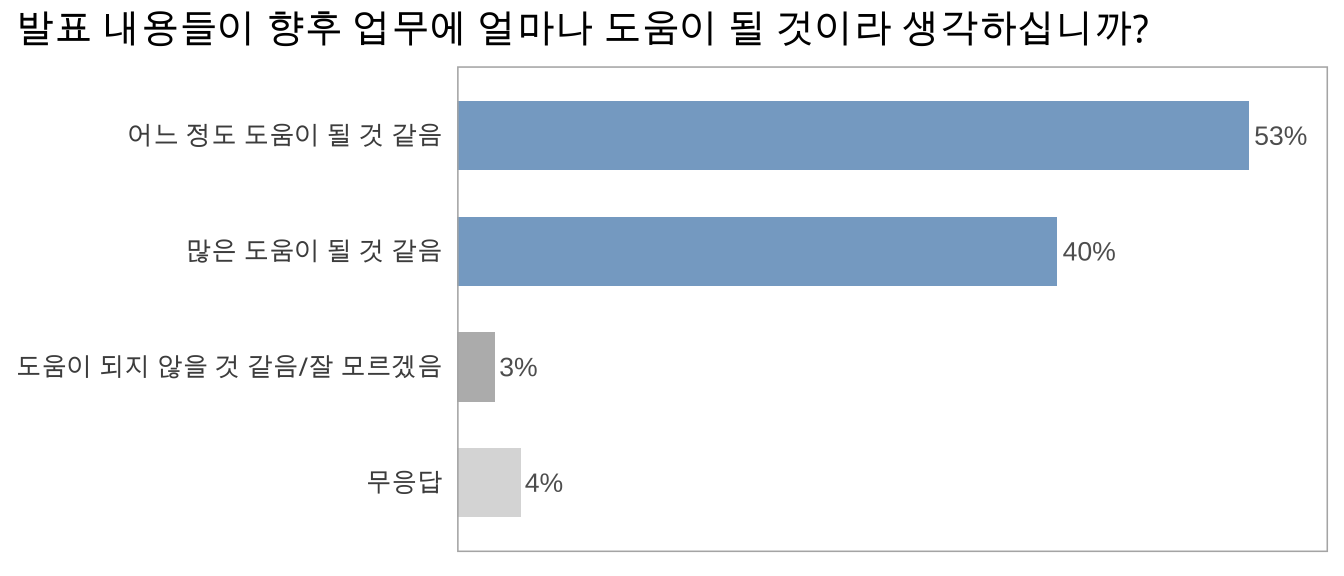 발표 내용들이 향후 업무에 얼마나 도움이 될 것이라 생각하십니까?
어느 정도 도움이 될 것 같음
53%
많은 도움이 될 것 같음
40%
도움이 되지 않을 것 같음/잘 모르겠음
3%
무응답
4%